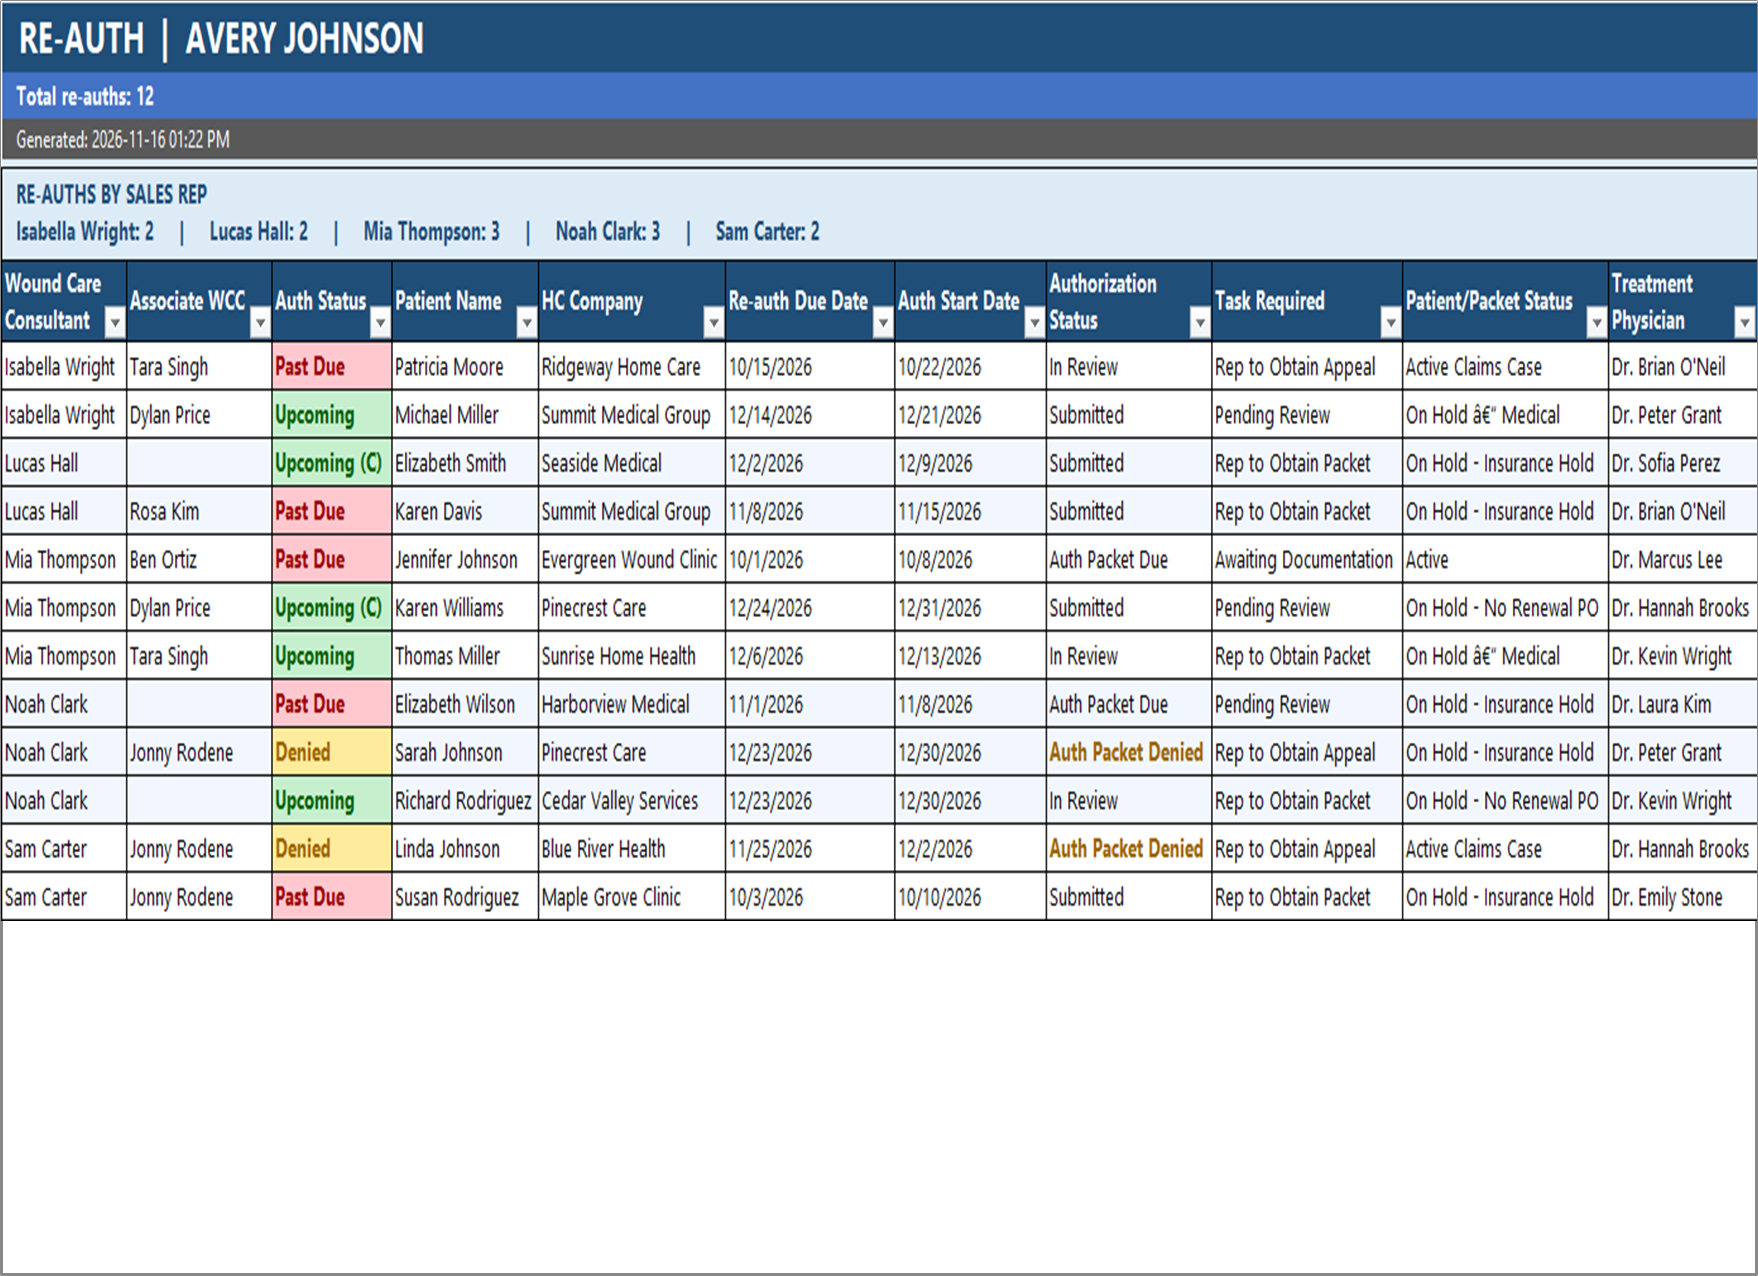 RE-AUTH | AVERY JOHNSON
Total re-auths: 12
Generated: 2026-11-16 01:22 PM
RE-AUTHS BY SALES REP
Isabella Wright: 2 | Lucas Hall: 2 | Mia Thompson: 3 | Noah Clark: 3 | Sam Carter: 2
Wound Care Consultant Associate WCC Auth Status Patient Name HC Company Re-auth Due Date Auth Start Date Authorization Status Task Required Patient/Packet Status Treatment Physician
Isabella Wright Tara Singh Past Due Patricia Moore Ridgeway Home Care 10/15/2026 10/22/2026 In Review Rep to Obtain Appeal Active Claims Case Dr. Brian O'Neil
Isabella Wright Dylan Price Upcoming Michael Miller Summit Medical Group 12/14/2026 12/21/2026 Submitted Pending Review On Hold â€“ Medical Dr. Peter Grant
Lucas Hall Upcoming (C) Elizabeth Smith Seaside Medical 12/2/2026 12/9/2026 Submitted Rep to Obtain Packet On Hold - Insurance Hold Dr. Sofia Perez
Lucas Hall Rosa Kim Past Due Karen Davis Summit Medical Group 11/8/2026 11/15/2026 Submitted Rep to Obtain Packet On Hold - Insurance Hold Dr. Brian O'Neil
Mia Thompson Ben Ortiz Past Due Jennifer Johnson Evergreen Wound Clinic 10/1/2026 10/8/2026 Auth Packet Due Awaiting Documentation Active Dr. Marcus Lee
Mia Thompson Dylan Price Upcoming (C) Karen Williams Pinecrest Care 12/24/2026 12/31/2026 Submitted Pending Review On Hold - No Renewal PO Dr. Hannah Brooks
Mia Thompson Tara Singh Upcoming Thomas Miller Sunrise Home Health 12/6/2026 12/13/2026 In Review Rep to Obtain Packet On Hold â€“ Medical Dr. Kevin Wright
Noah Clark Past Due Elizabeth Wilson Harborview Medical 11/1/2026 11/8/2026 Auth Packet Due Pending Review On Hold - Insurance Hold Dr. Laura Kim
Noah Clark Jonny Rodene Denied Sarah Johnson Pinecrest Care 12/23/2026 12/30/2026 Auth Packet Denied Rep to Obtain Appeal On Hold - Insurance Hold Dr. Peter Grant
Noah Clark Upcoming Richard Rodriguez Cedar Valley Services 12/23/2026 12/30/2026 In Review Rep to Obtain Packet On Hold - No Renewal PO Dr. Kevin Wright
Sam Carter Jonny Rodene Denied Linda Johnson Blue River Health 11/25/2026 12/2/2026 Auth Packet Denied Rep to Obtain Appeal Active Claims Case Dr. Hannah Brooks
Sam Carter Jonny Rodene Past Due Susan Rodriguez Maple Grove Clinic 10/3/2026 10/10/2026 Submitted Rep to Obtain Packet On Hold - Insurance Hold Dr. Emily Stone